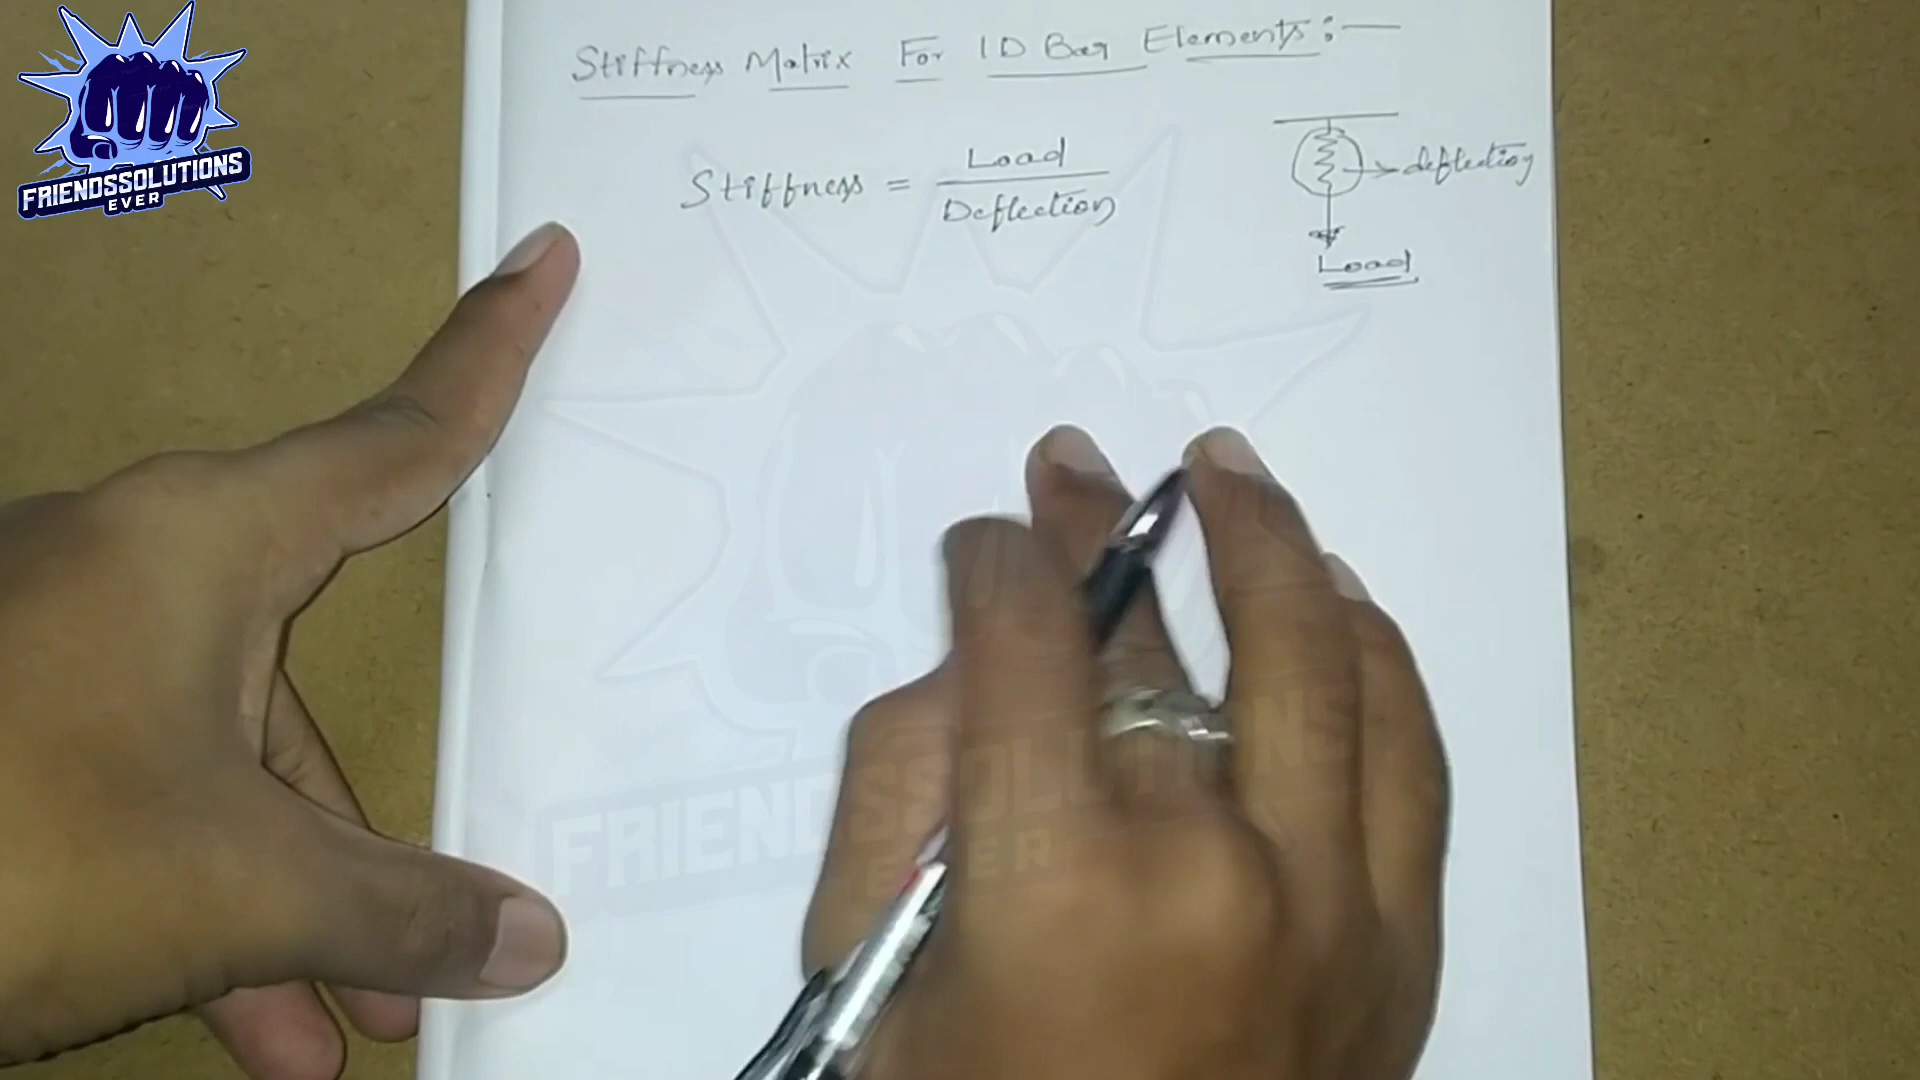 FRIENDSSOLUTIONS
EVER
Stiffness Matrix For 1D Bar Elements:-
Stiffness = Load / Deflection
deflection
Load
FRIENDSSOLUTIONS
EVER